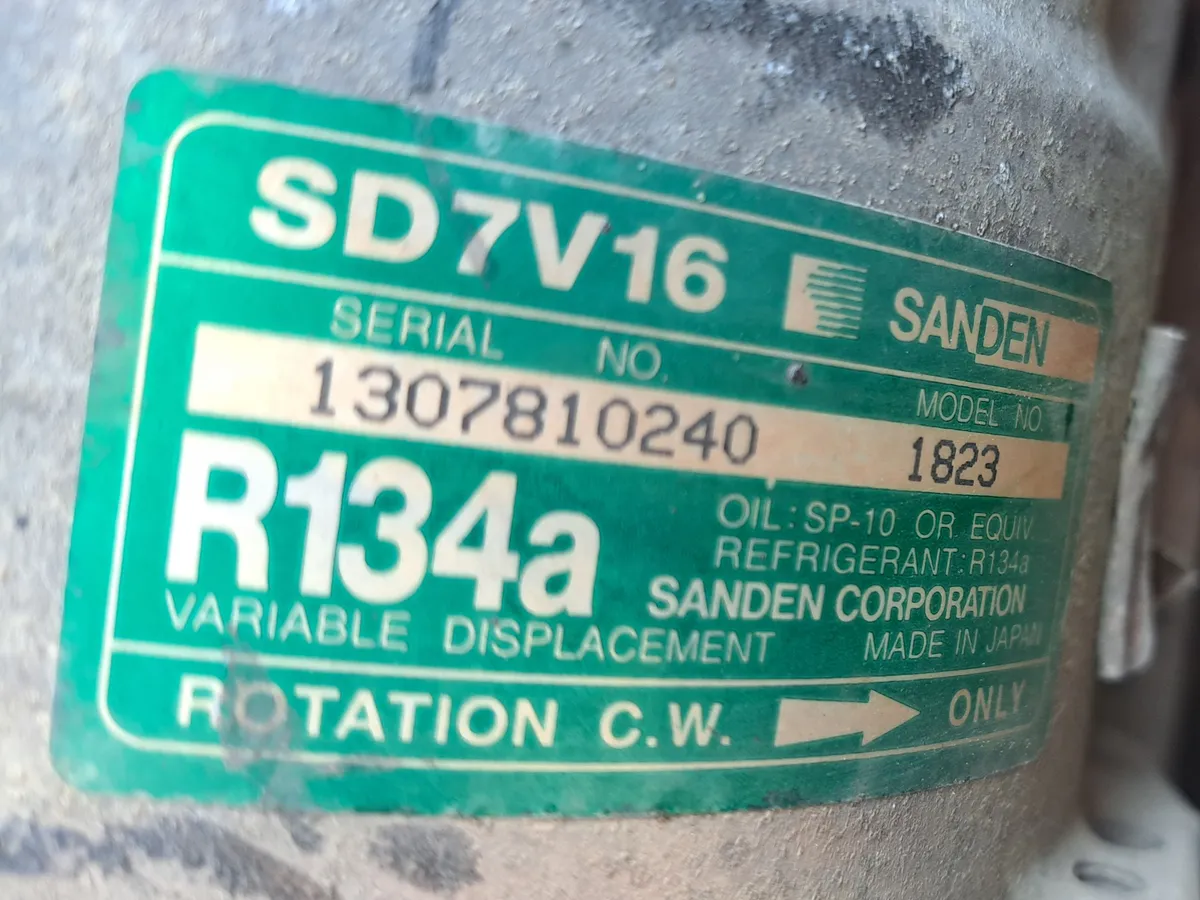 SD7V16 SANDEN
SERIAL NO. MODEL NO.
1307810240 1823
R134a
OIL: SP-10 OR EQUIV.
REFRIGERANT: R134a
SANDEN CORPORATION
VARIABLE DISPLACEMENT MADE IN JAPAN
ROTATION C.W. ONLY